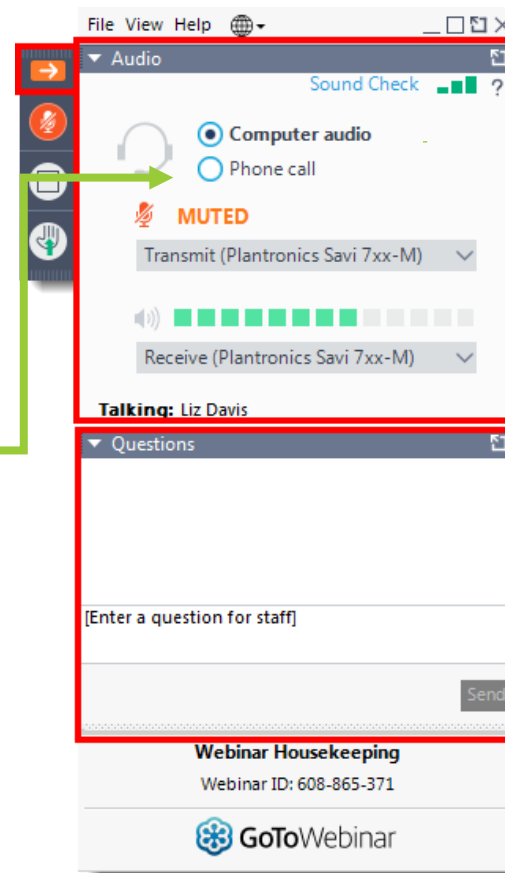 File View Help
Audio
Sound Check ?
Computer audio
Phone call
MUTED
Transmit (Plantronics Savi 7xx-M)
Receive (Plantronics Savi 7xx-M)
Talking: Liz Davis
Questions
[Enter a question for staff]
Send
Webinar Housekeeping
Webinar ID: 608-865-371
GoToWebinar